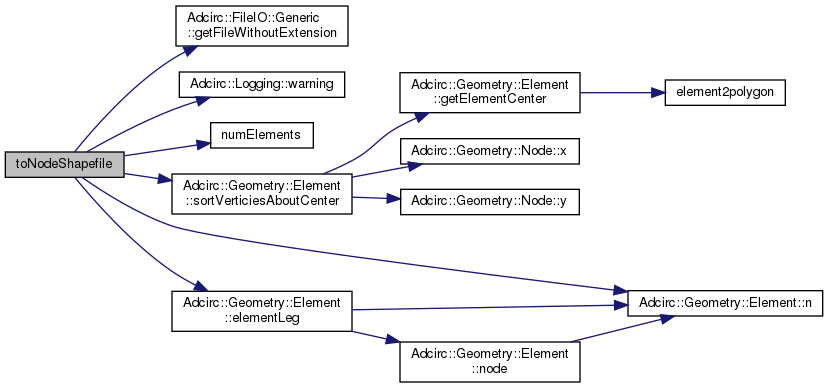 Adcirc::FileIO::Generic
::getFileWithoutExtension
Adcirc::Logging::warning
Adcirc::Geometry::Element
::getElementCenter
element2polygon
numElements
Adcirc::Geometry::Node::x
toNodeShapefile
Adcirc::Geometry::Element
::sortVerticiesAboutCenter
Adcirc::Geometry::Node::y
Adcirc::Geometry::Element
::elementLeg
Adcirc::Geometry::Element::n
Adcirc::Geometry::Element
::node